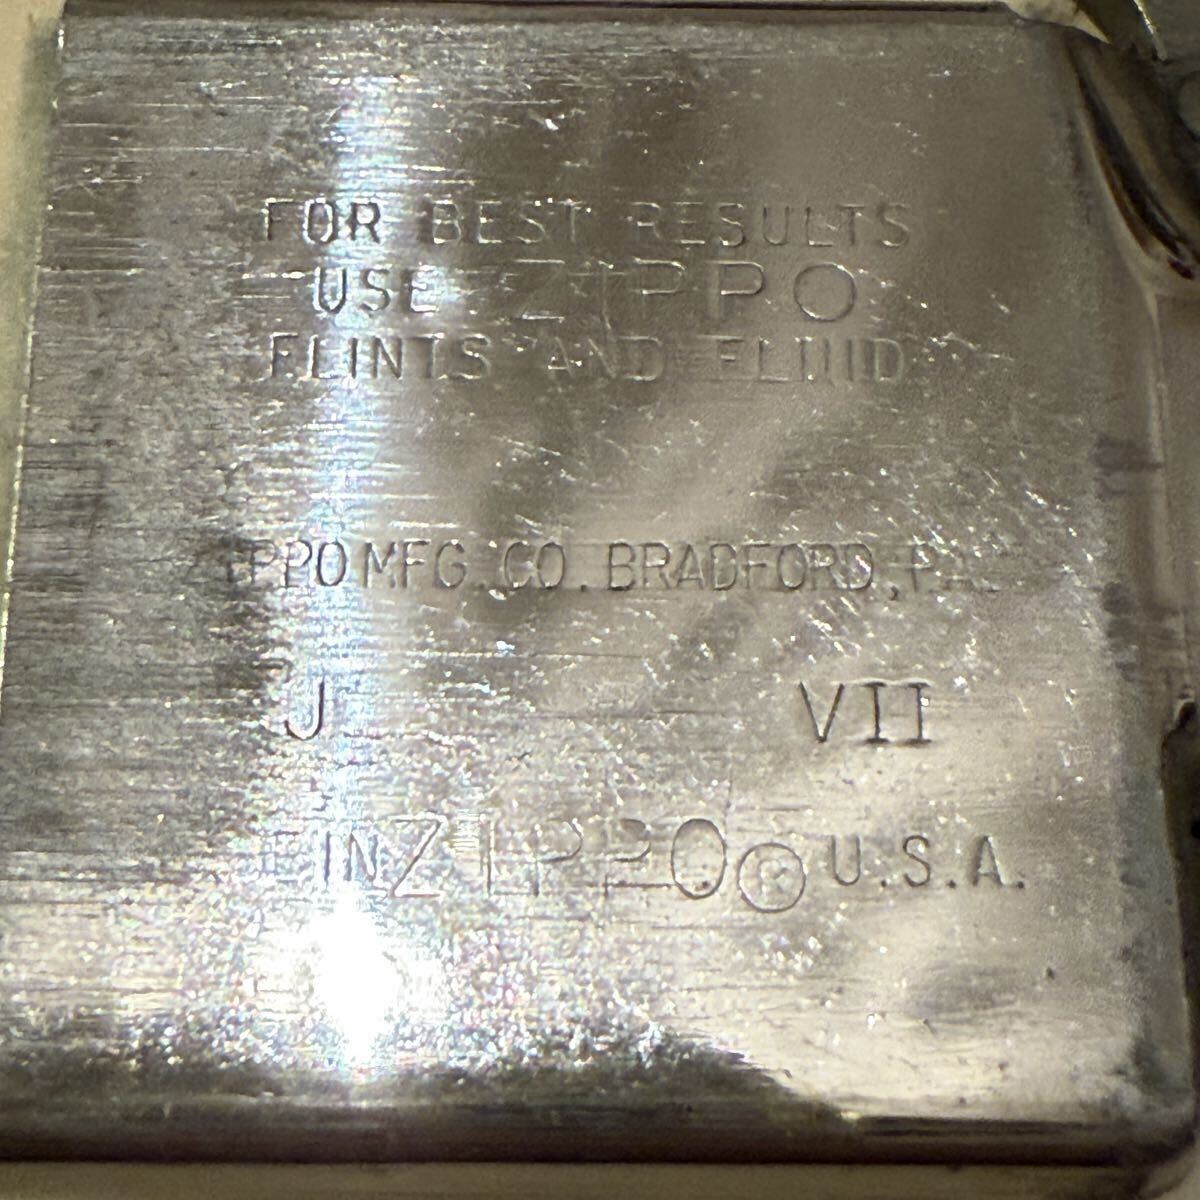 FOR BEST RESULTS
USE ZIPPO
FLINTS AND FLUID
PPO MFG. CO. BRADFORD, P
J VII
IN ZIPPO ® U.S.A.